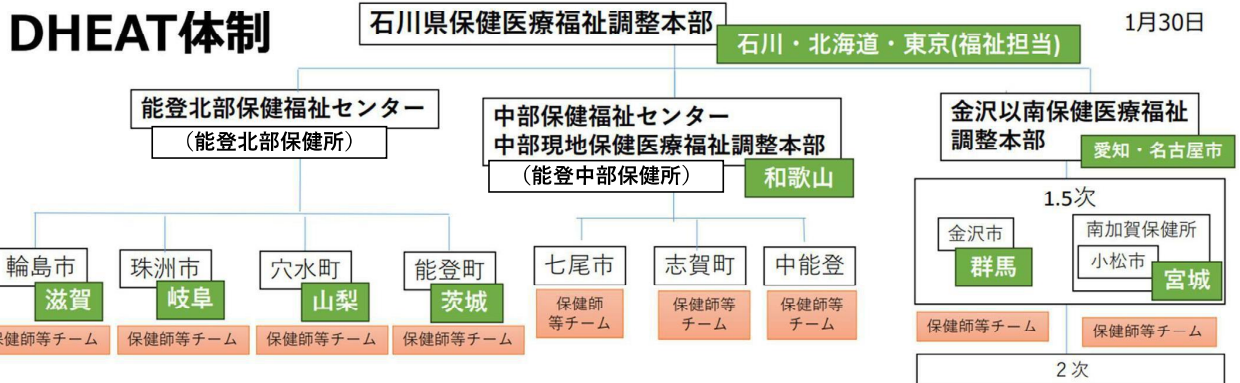 DHEAT体制
石川県保健医療福祉調整本部
1月30日
石川・北海道・東京(福祉担当)
能登北部保健福祉センター
（能登北部保健所）
中部保健福祉センター
中部現地保健医療福祉調整本部
（能登中部保健所）
和歌山
金沢以南保健医療福祉
調整本部
愛知・名古屋市
1.5次
金沢市
群馬
南加賀保健所
小松市
宮城
輪島市
滋賀
珠洲市
岐阜
穴水町
山梨
能登町
茨城
七尾市
志賀町
中能登
保健師等チーム
保健師等チーム
保健師等チーム
保健師等チーム
保健師
等チーム
保健師等
チーム
保健師等
チーム
保健師等チーム
保健師等チーム
2次